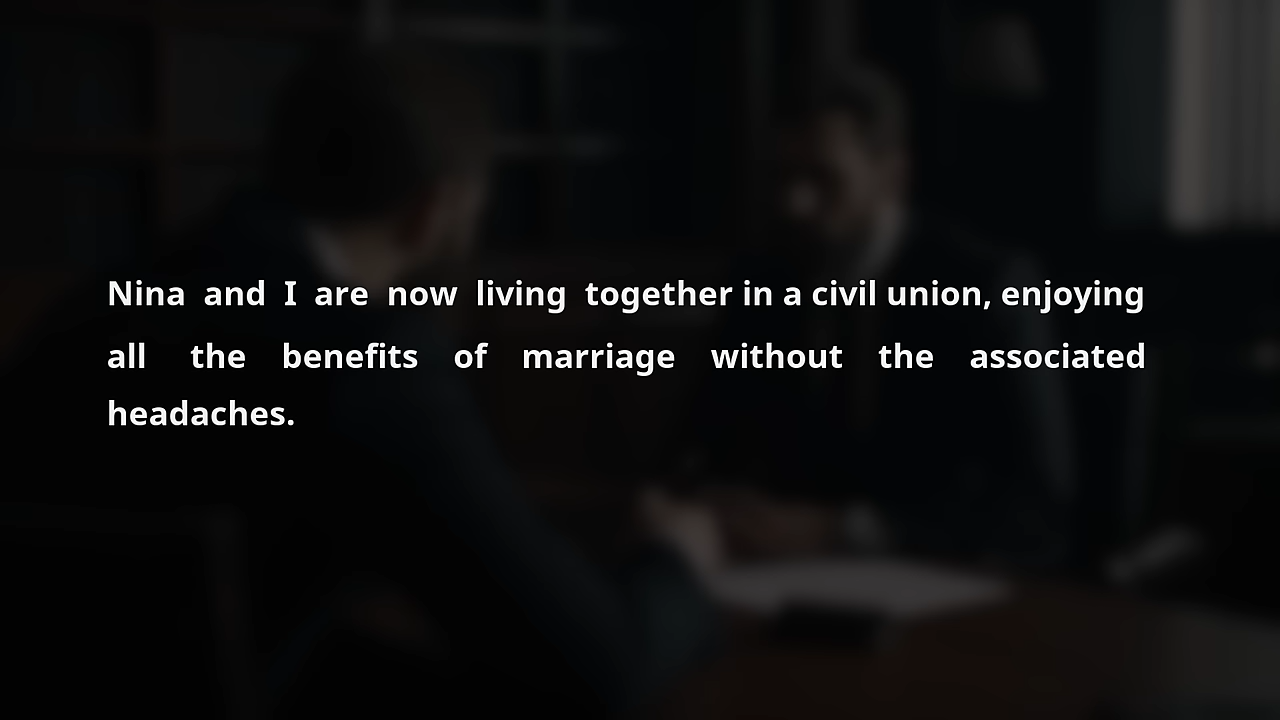 Nina and I are now living together in a civil union, enjoying
all the benefits of marriage without the associated
headaches.